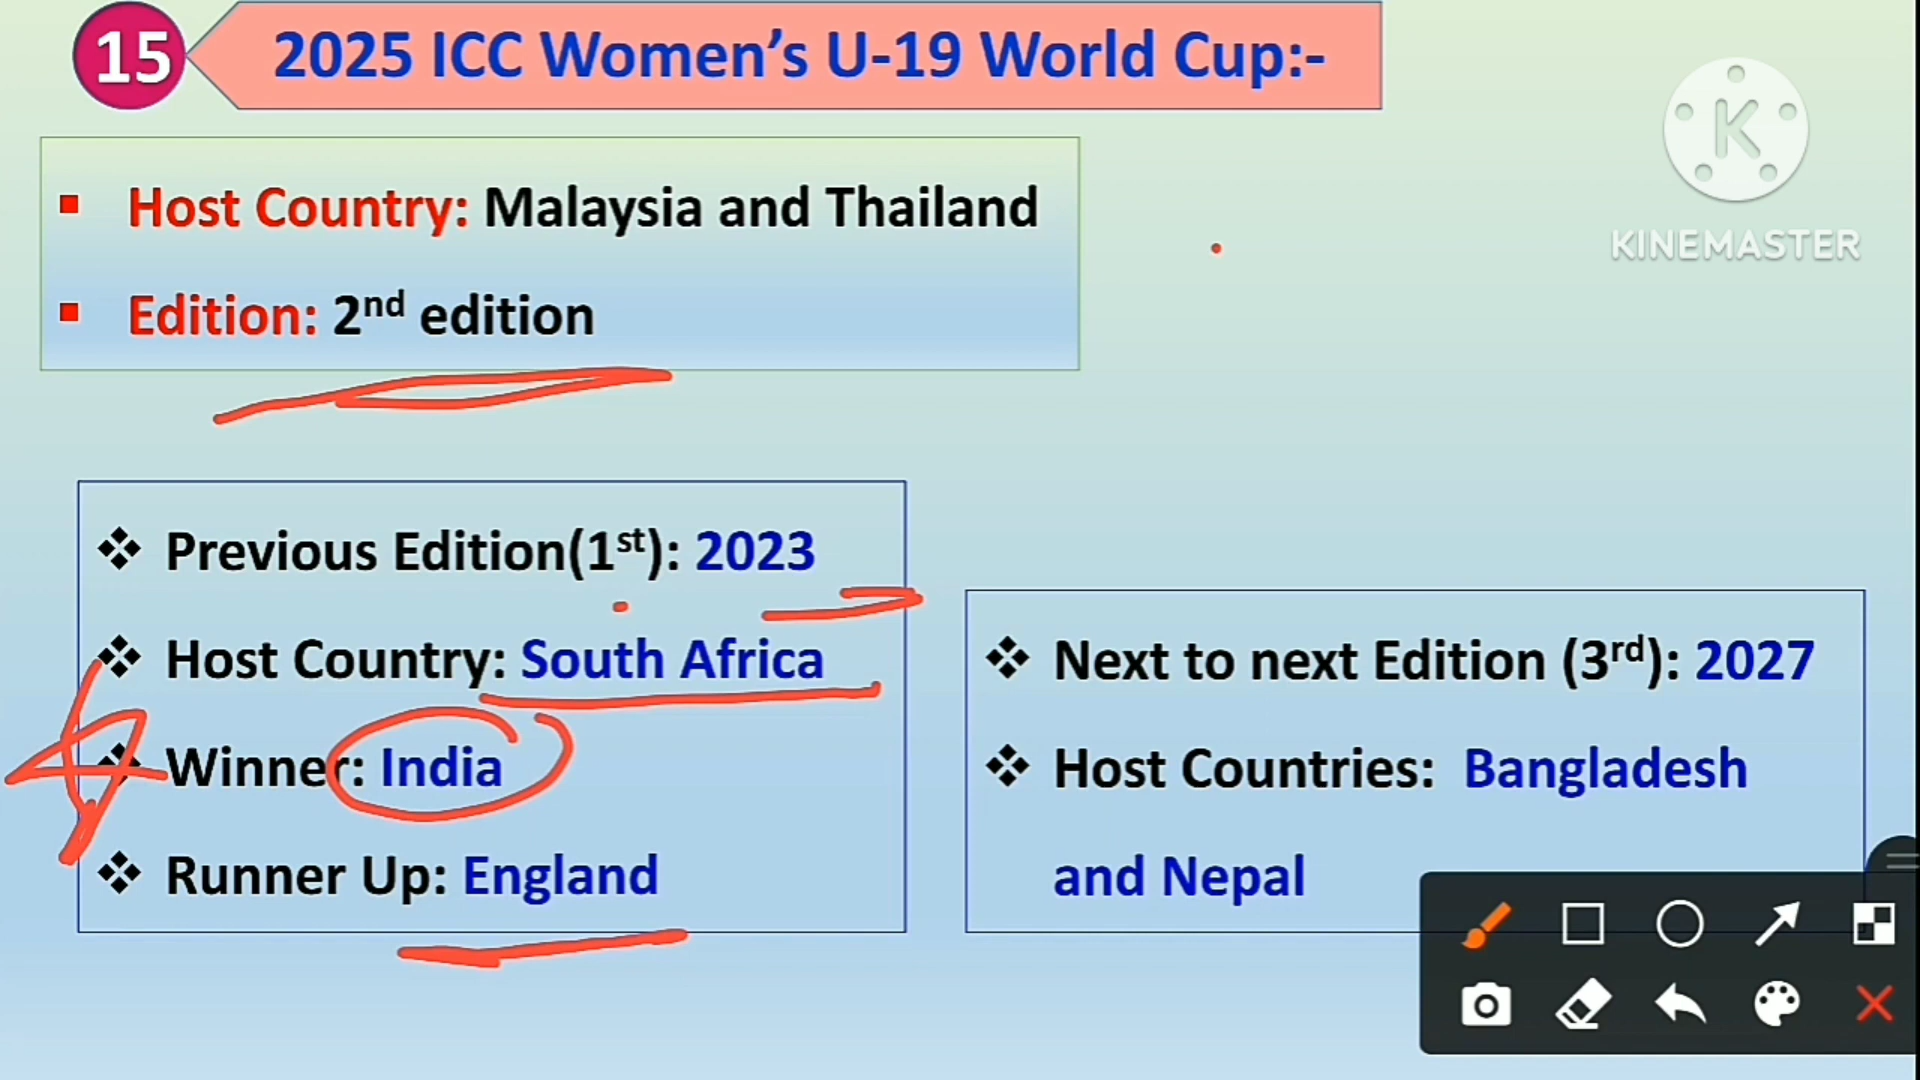 15
2025 ICC Women’s U-19 World Cup:-
K
KINEMASTER
Host Country: Malaysia and Thailand
Edition: 2nd edition
Previous Edition(1st): 2023
Host Country: South Africa
Winner: India
Runner Up: England
Next to next Edition (3rd): 2027
Host Countries: Bangladesh
and Nepal